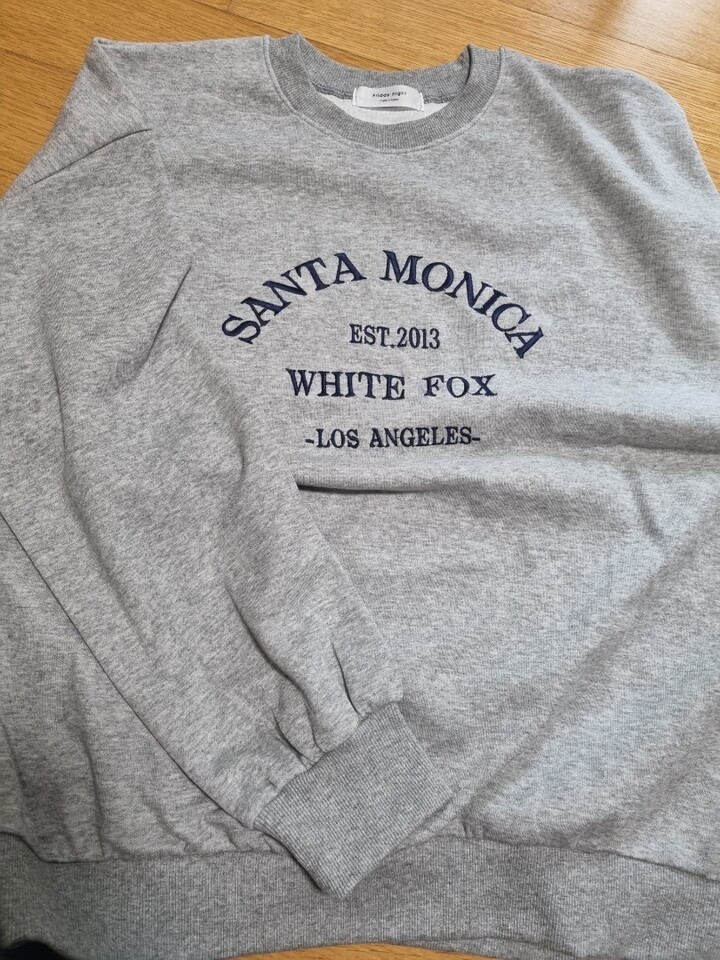 SANTA MONICA
EST.2013
WHITE FOX
-LOS ANGELES-